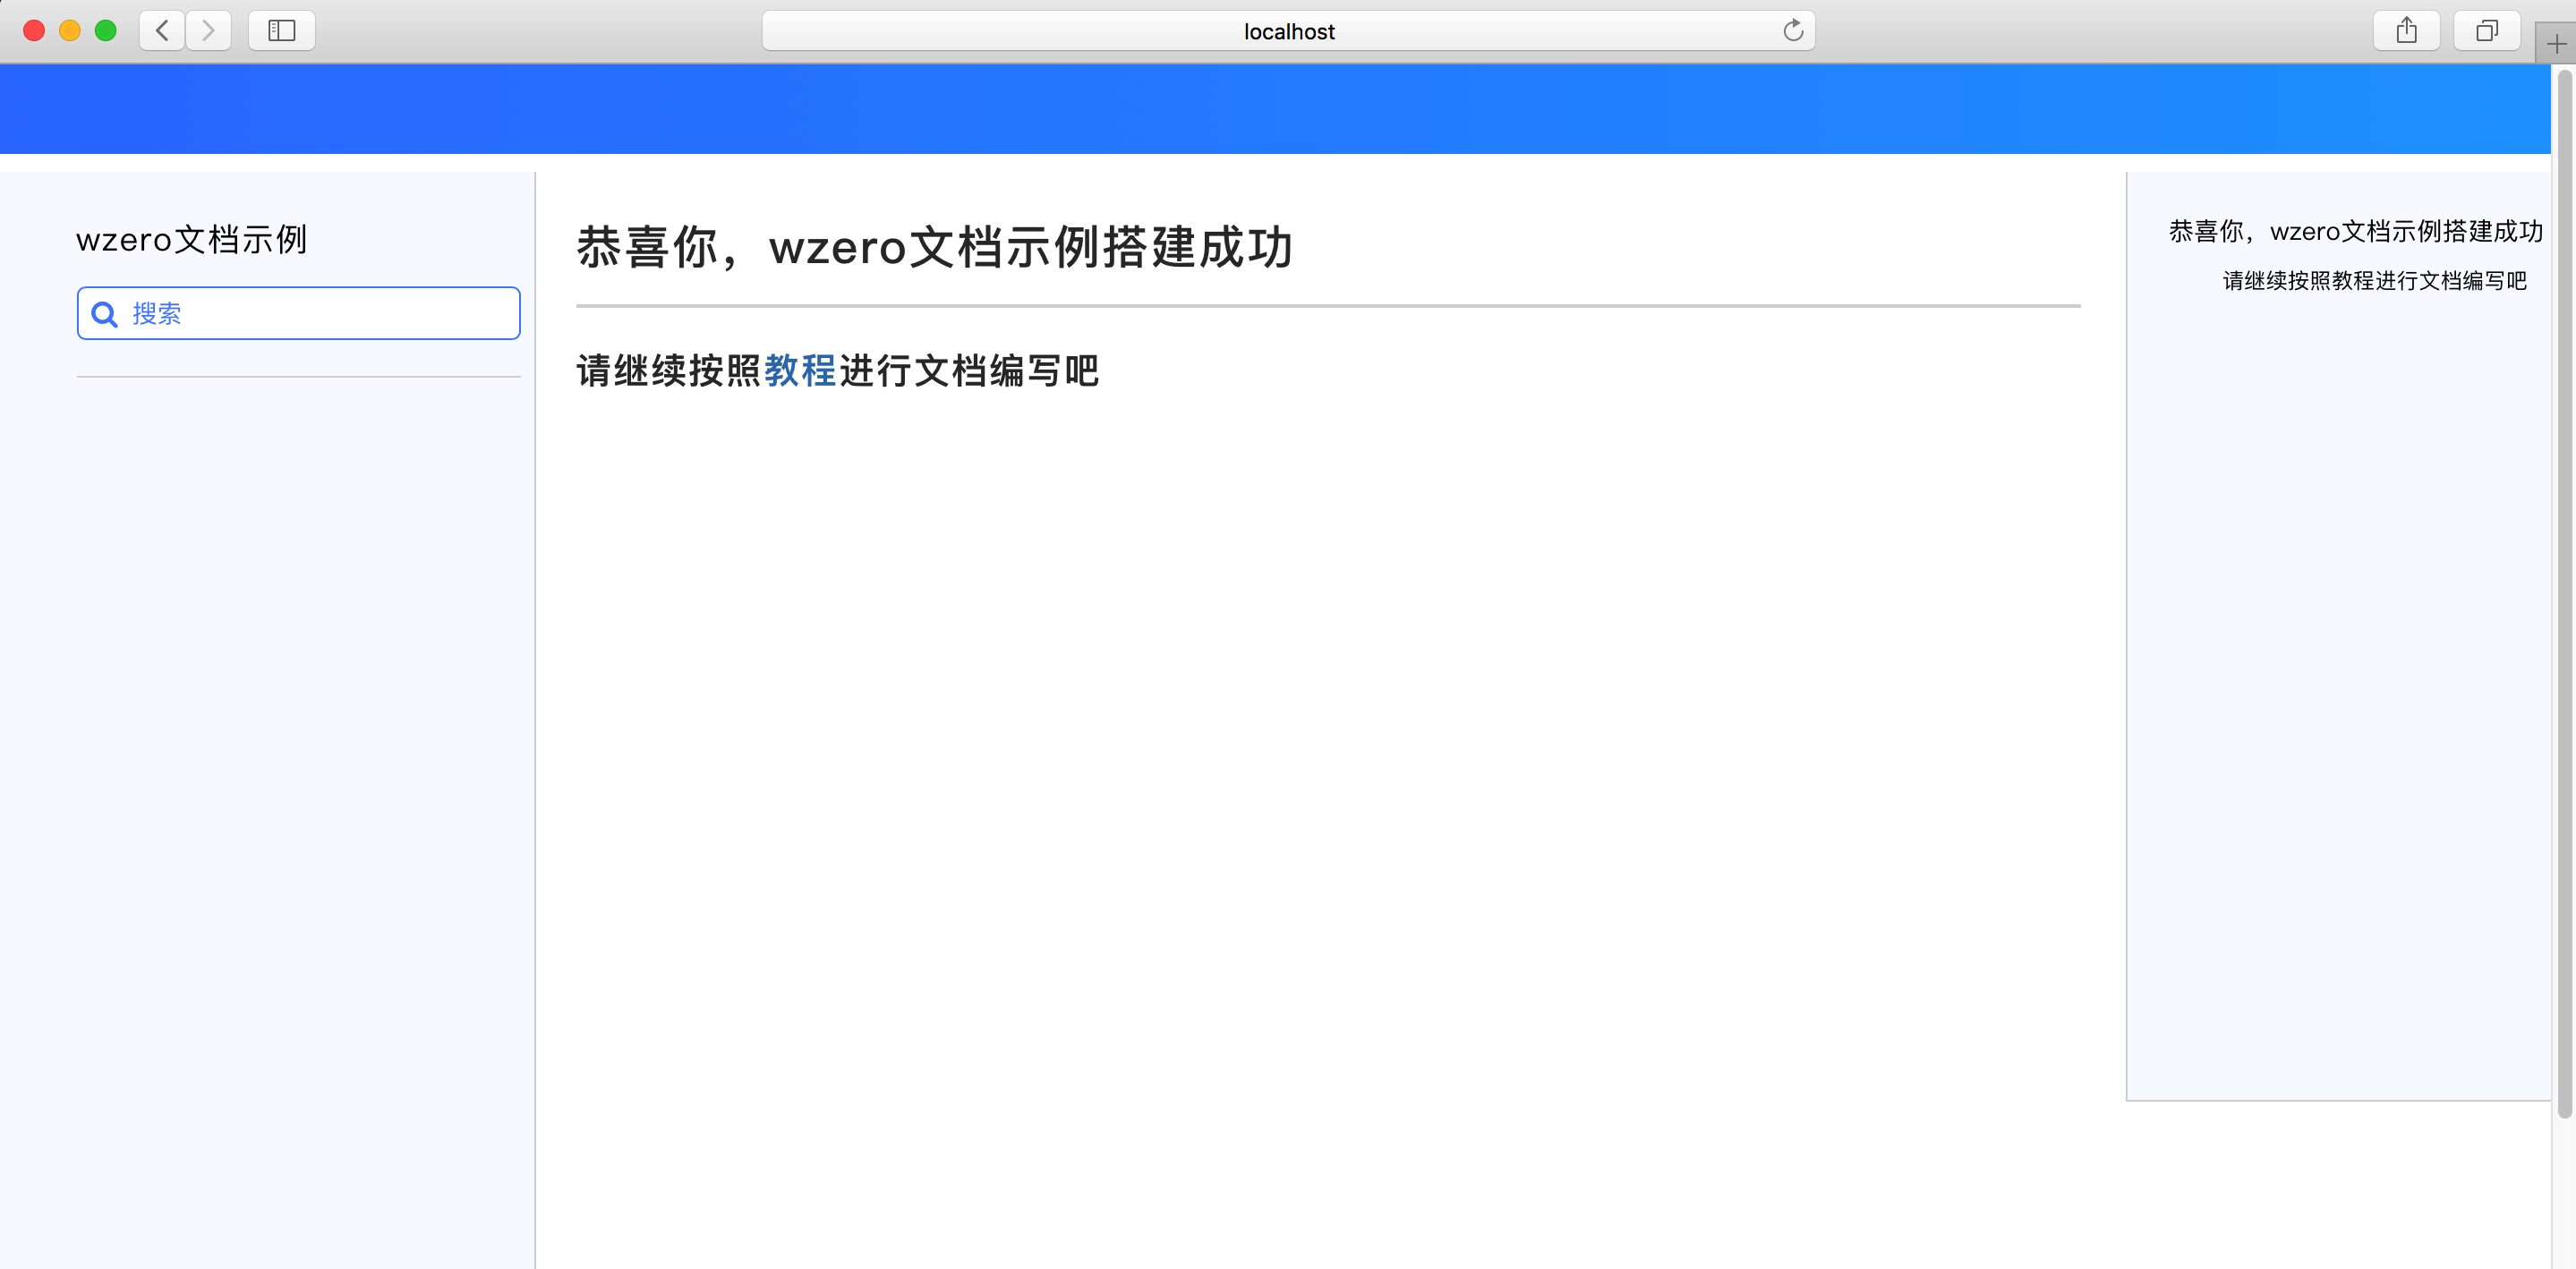 localhost
wzero文档示例
搜索
恭喜你，wzero文档示例搭建成功
请继续按照教程进行文档编写吧
恭喜你，wzero文档示例搭建成功
请继续按照教程进行文档编写吧